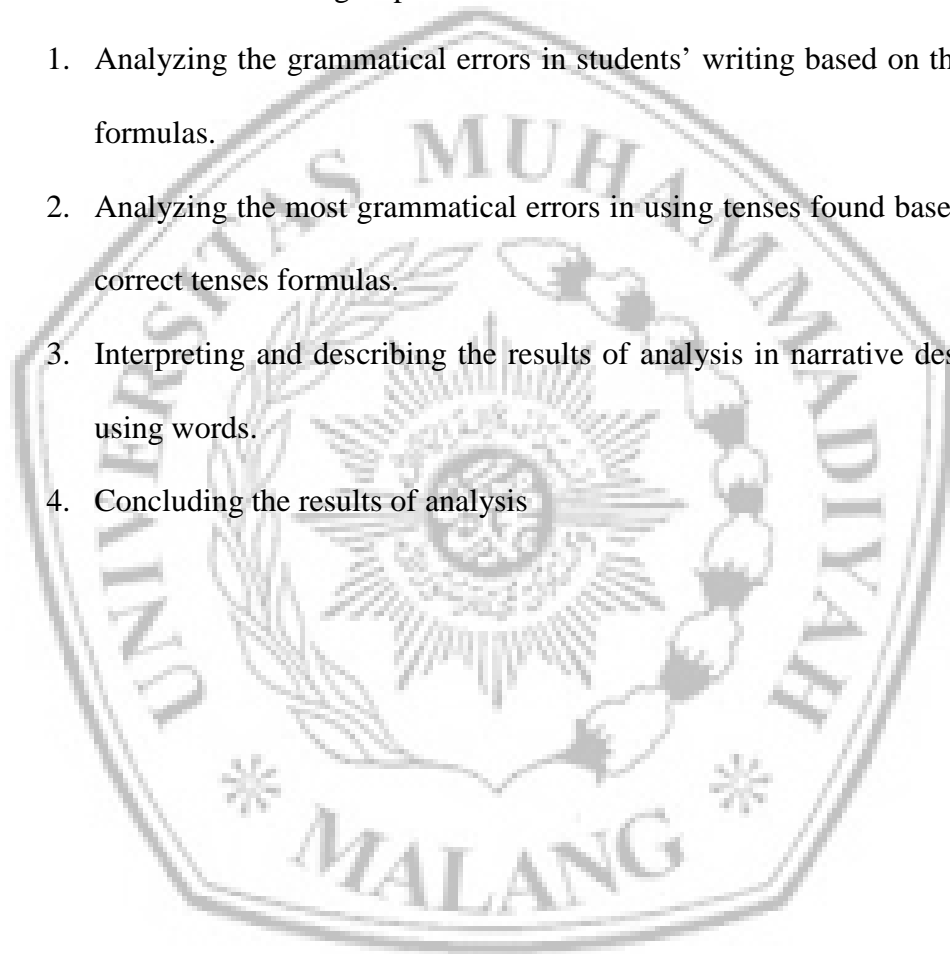 1. Analyzing the grammatical errors in students’ writing based on th
formulas.
2. Analyzing the most grammatical errors in using tenses found base
correct tenses formulas.
3. Interpreting and describing the results of analysis in narrative des
using words.
4. Concluding the results of analysis
UNIVERSITAS MUHAMMADIYAH
MALANG